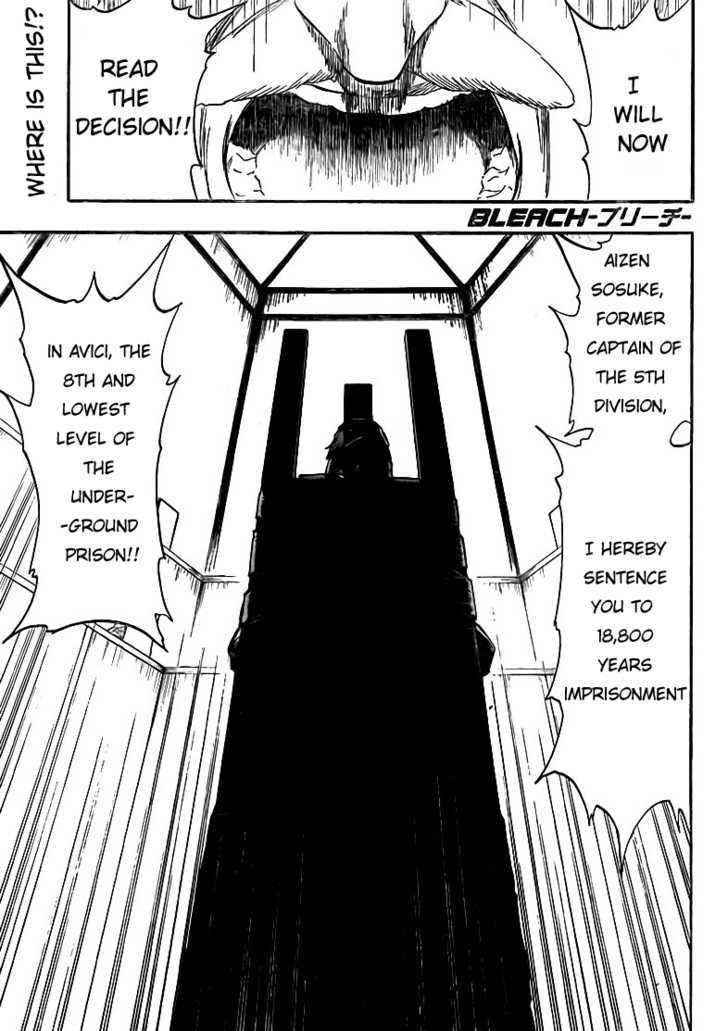 WHERE IS THIS!?
I
WILL
NOW
READ
THE
DECISION!!
BLEACH-ブリーチ-
AIZEN
SOSUKE,
FORMER
CAPTAIN OF
THE 5TH
DIVISION,
I HEREBY
SENTENCE
YOU TO
18,800
YEARS
IMPRISONMENT
IN AVICI, THE
8TH AND
LOWEST
LEVEL OF
THE
UNDER-
-GROUND
PRISON!!